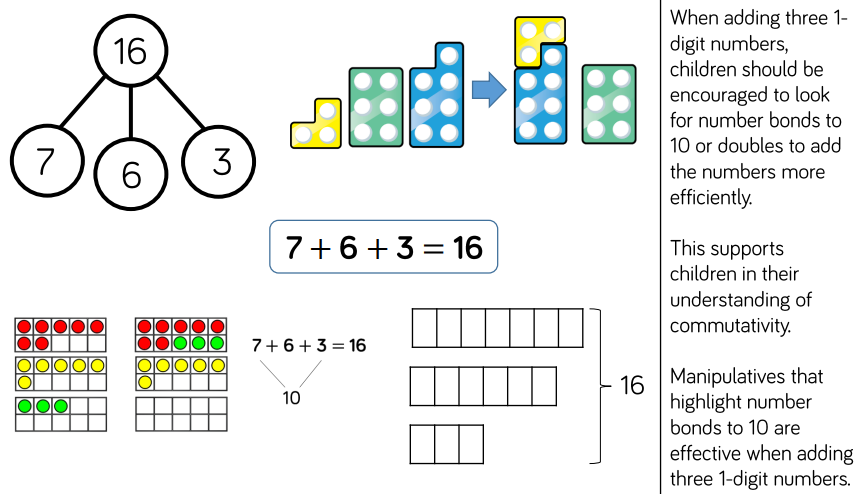 16
7
6
3
7 + 6 + 3 = 16
7 + 6 + 3 = 16
10
16
When adding three 1-
digit numbers,
children should be
encouraged to look
for number bonds to
10 or doubles to add
the numbers more
efficiently.
This supports
children in their
understanding of
commutativity.
Manipulatives that
highlight number
bonds to 10 are
effective when adding
three 1-digit numbers.